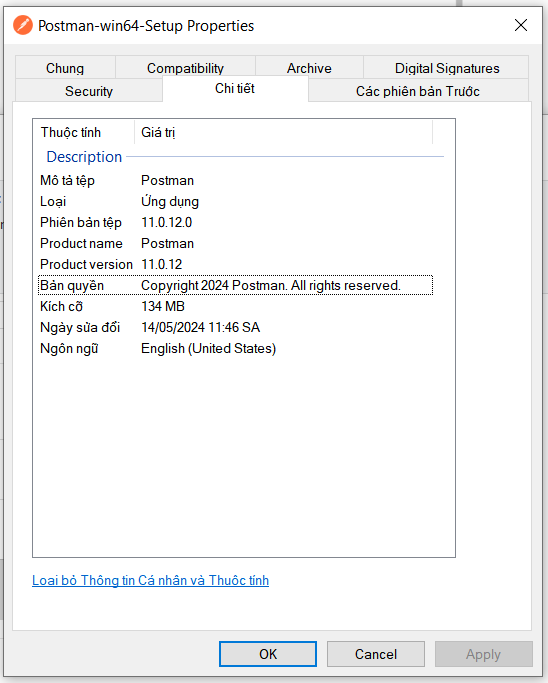 Postman-win64-Setup Properties
Chung Compatibility Archive Digital Signatures
Security Chi tiết Các phiên bản Trước
Thuộc tính Giá trị
Description
Mô tả tệp Postman
Loại Ứng dụng
Phiên bản tệp 11.0.12.0
Product name Postman
Product version 11.0.12
Bản quyền Copyright 2024 Postman. All rights reserved.
Kích cỡ 134 MB
Ngày sửa đổi 14/05/2024 11:46 SA
Ngôn ngữ English (United States)
Loại bỏ Thông tin Cá nhân và Thuộc tính
OK Cancel Apply